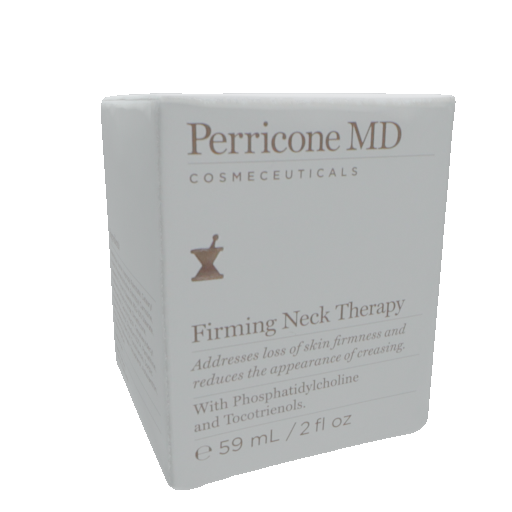 Perricone MD
COSMECEUTICALS
Firming Neck Therapy
Addresses loss of skin firmness and
reduces the appearance of creasing.
With Phosphatidylcholine
and Tocotrienols.
℮ 59 mL / 2 fl oz